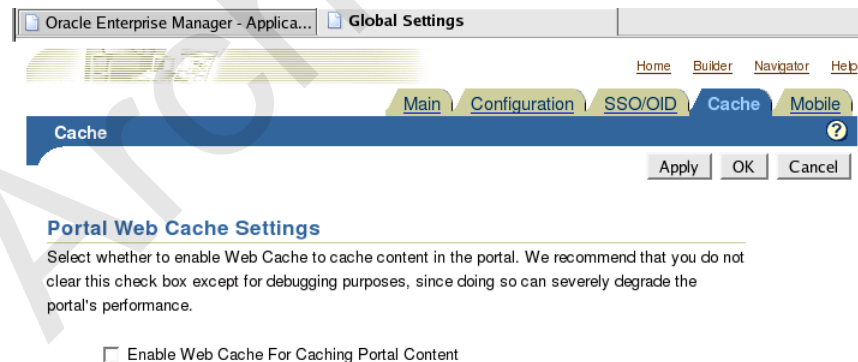 Oracle Enterprise Manager - Applica...
Global Settings
Home Builder Navigator Help
Main Configuration SSO/OID Cache Mobile
Cache
?
Apply OK Cancel
Portal Web Cache Settings
Select whether to enable Web Cache to cache content in the portal. We recommend that you do not
clear this check box except for debugging purposes, since doing so can severely degrade the
portal's performance.
Enable Web Cache For Caching Portal Content